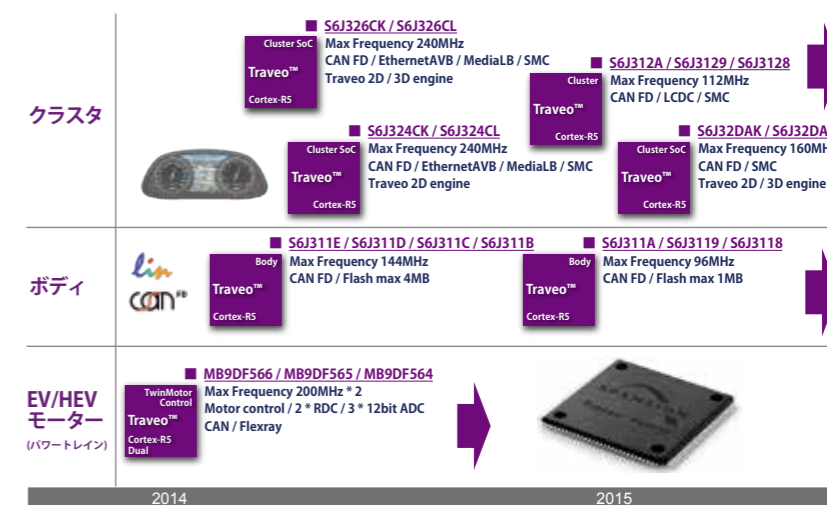 クラスタ
■ S6J326CK / S6J326CL
Cluster SoC
Traveo™
Cortex-R5
Max Frequency 240MHz
CAN FD / EthernetAVB / MediaLB / SMC
Traveo 2D / 3D engine
■ S6J312A / S6J3129 / S6J3128
Cluster
Traveo™
Cortex-R5
Max Frequency 112MHz
CAN FD / LCDC / SMC
■ S6J324CK / S6J324CL
Cluster SoC
Traveo™
Cortex-R5
Max Frequency 240MHz
CAN FD / EthernetAVB / MediaLB / SMC
Traveo 2D engine
■ S6J32DAK / S6J32DA
Cluster SoC
Traveo™
Cortex-R5
Max Frequency 160MH
CAN FD / SMC
Traveo 2D / 3D engine
ボディ
lin
CAN FD
■ S6J311E / S6J311D / S6J311C / S6J311B
Body
Traveo™
Cortex-R5
Max Frequency 144MHz
CAN FD / Flash max 4MB
■ S6J311A / S6J3119 / S6J3118
Body
Traveo™
Cortex-R5
Max Frequency 96MHz
CAN FD / Flash max 1MB
EV/HEV
モーター
(パワートレイン)
■ MB9DF566 / MB9DF565 / MB9DF564
TwinMotor
Control
Traveo™
Cortex-R5
Dual
Max Frequency 200MHz * 2
Motor control / 2 * RDC / 3 * 12bit ADC
CAN / Flexray
SPANSION
2014
2015